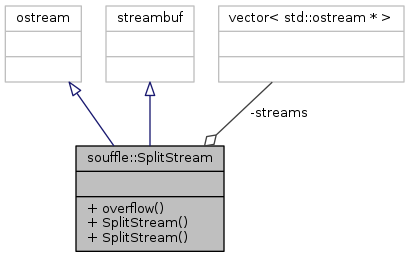 ostream
streambuf
vector< std::ostream * >
-streams
souffle::SplitStream
+ overflow()
+ SplitStream()
+ SplitStream()